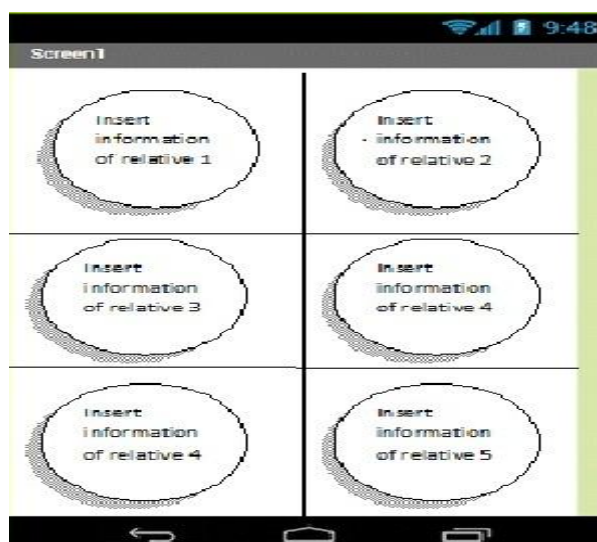 9:48
Screen1
Insert
information
of relative 1
Insert
information
of relative 2
Insert
information
of relative 3
Insert
information
of relative 4
Insert
information
of relative 4
Insert
information
of relative 5